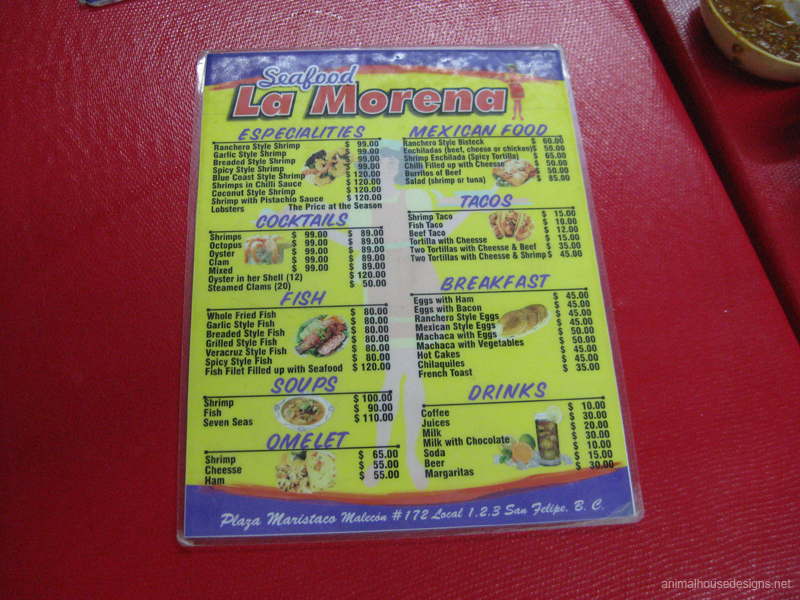 Seafood
La Morena
ESPECIALITIES
Ranchero Style Shrimp $ 99.00
Garlic Style Shrimp $ 99.00
Breaded Style Shrimp $ 99.00
Spicy Style Shrimp $ 99.00
Blue Coast Style Shrimp $ 120.00
Shrimps in Chilli Sauce $ 120.00
Coconut Style Shrimp $ 120.00
Shrimp with Pistachio Sauce $ 120.00
Lobsters The Price at the Season
COCKTAILS
Shrimps $ 99.00 $ 89.00
Octopus $ 99.00 $ 89.00
Oyster $ 99.00 $ 89.00
Clam $ 99.00 $ 89.00
Mixed $ 99.00 $ 89.00
Oyster in her Shell (12) $ 120.00
Steamed Clams (20) $ 50.00
FISH
Whole Fried Fish $ 80.00
Garlic Style Fish $ 80.00
Breaded Style Fish $ 80.00
Grilled Style Fish $ 80.00
Veracruz Style Fish $ 80.00
Spicy Style Fish $ 80.00
Fish Filet Filled up with Seafood $ 120.00
SOUPS
Shrimp $ 100.00
Fish $ 90.00
Seven Seas $ 110.00
OMELET
Shrimp $ 65.00
Cheesse $ 55.00
Ham $ 55.00
MEXICAN FOOD
Ranchero Style Bisteck $ 60.00
Enchiladas (beef, cheese or chicken) $ 50.00
Shrimp Enchilada (Spicy Tortilla) $ 65.00
Chilli Filled up with Cheesse $ 50.00
Burritos of Beef $ 50.00
Salad (shrimp or tuna) $ 85.00
TACOS
Shrimp Taco $ 15.00
Fish Taco $ 10.00
Beef Taco $ 12.00
Tortilla with Cheesse $ 15.00
Two Tortillas with Cheesse & Beef $ 35.00
Two Tortillas with Cheesse & Shrimp $ 45.00
BREAKFAST
Eggs with Ham $ 45.00
Eggs with Bacon $ 45.00
Ranchero Style Eggs $ 45.00
Mexican Style Eggs $ 45.00
Machaca with Eggs $ 50.00
Machaca with Vegetables $ 50.00
Hot Cakes $ 45.00
Chilaquiles $ 45.00
French Toast $ 35.00
DRINKS
Coffee $ 10.00
Juices $ 30.00
Milk $ 20.00
Milk with Chocolate $ 30.00
Soda $ 10.00
Beer $ 15.00
Margaritas $ 30.00
Plaza Maristaco Malecón # 172 Local 1,2,3 San Felipe, B. C.
animalhousedesigns.net